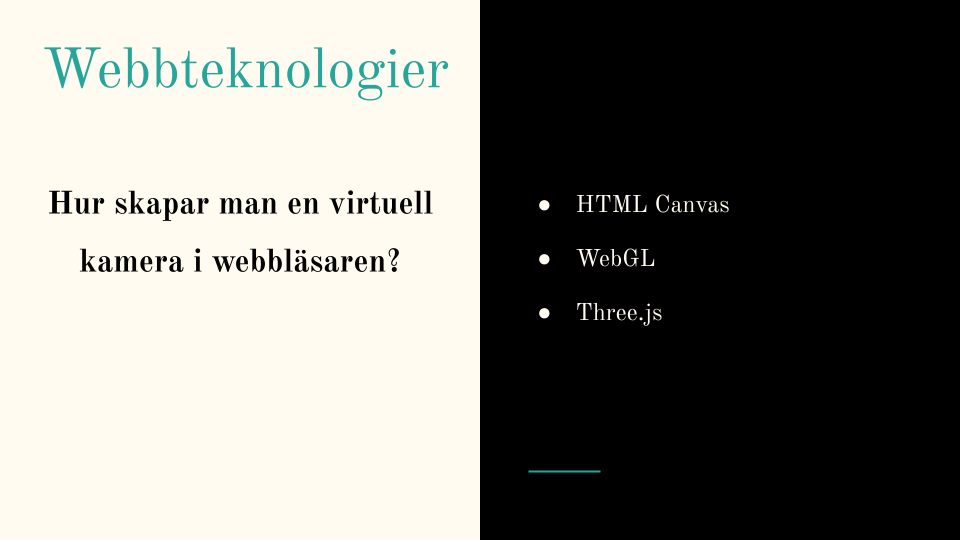 Webbteknologier
Hur skapar man en virtuell
kamera i webbläsaren?
● HTML Canvas
● WebGL
● Three.js